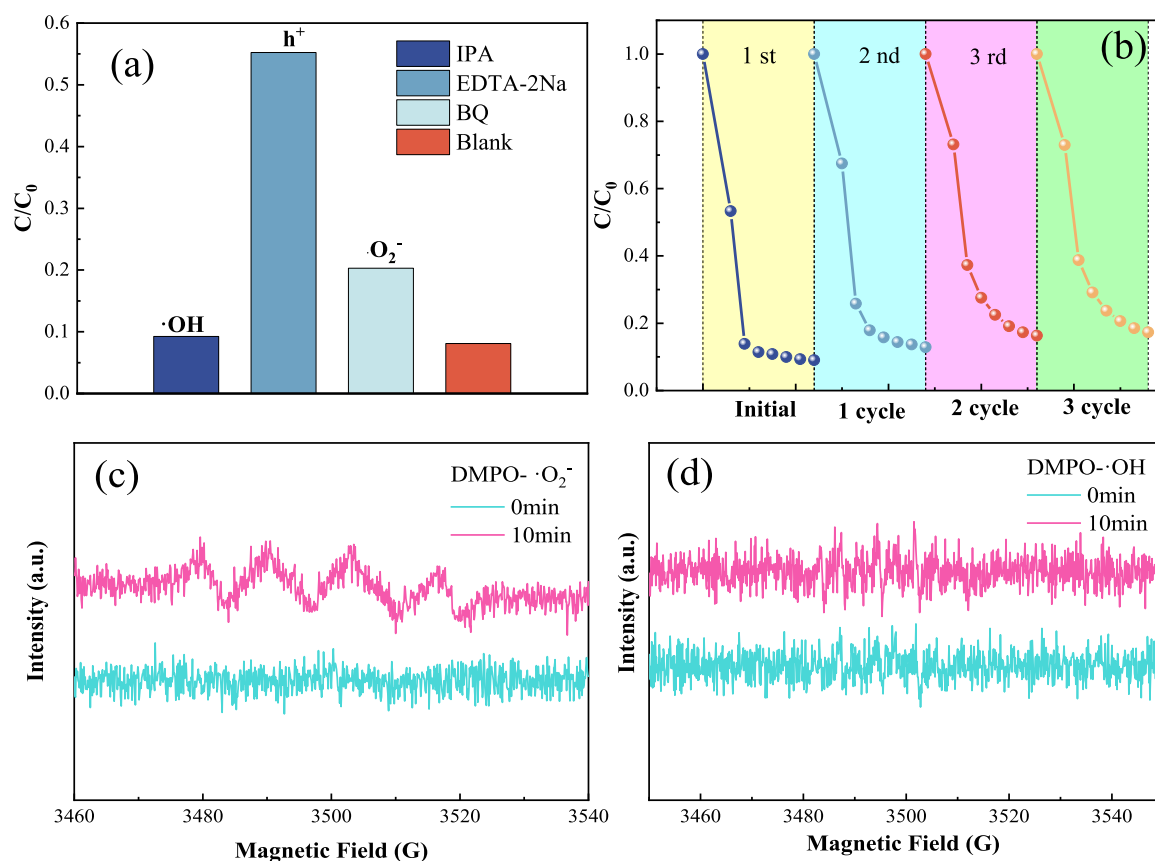 (a)
h⁺
·OH
·O₂⁻
IPA
EDTA-2Na
BQ
Blank
C/C₀
0.0
0.1
0.2
0.3
0.4
0.5
0.6
(b)
1 st
2 nd
3 rd
C/C₀
0.0
0.2
0.4
0.6
0.8
1.0
Initial
1 cycle
2 cycle
3 cycle
(c)
DMPO- ·O₂⁻
0min
10min
Intensity (a.u.)
3460
3480
3500
3520
3540
Magnetic Field (G)
(d)
DMPO-·OH
0min
10min
Intensity (a.u.)
3460
3480
3500
3520
3540
Magnetic Field (G)